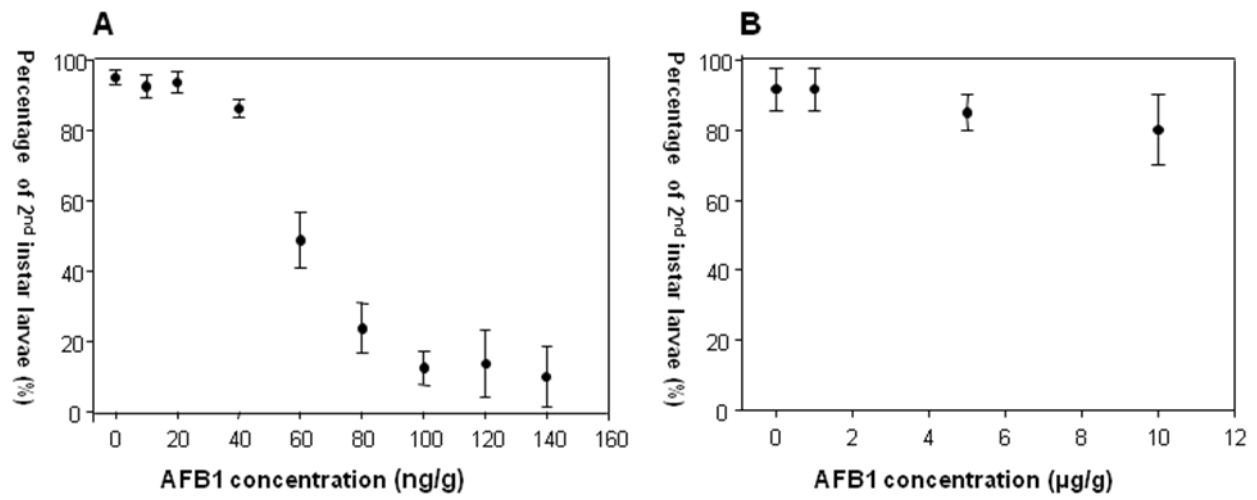 A
Percentage of 2nd instar larvae (%)
100
80
60
40
20
0
0 20 40 60 80 100 120 140 160
AFB1 concentration (ng/g)
B
Percentage of 2nd instar larvae (%)
100
80
60
40
20
0
0 2 4 6 8 10 12
AFB1 concentration (µg/g)